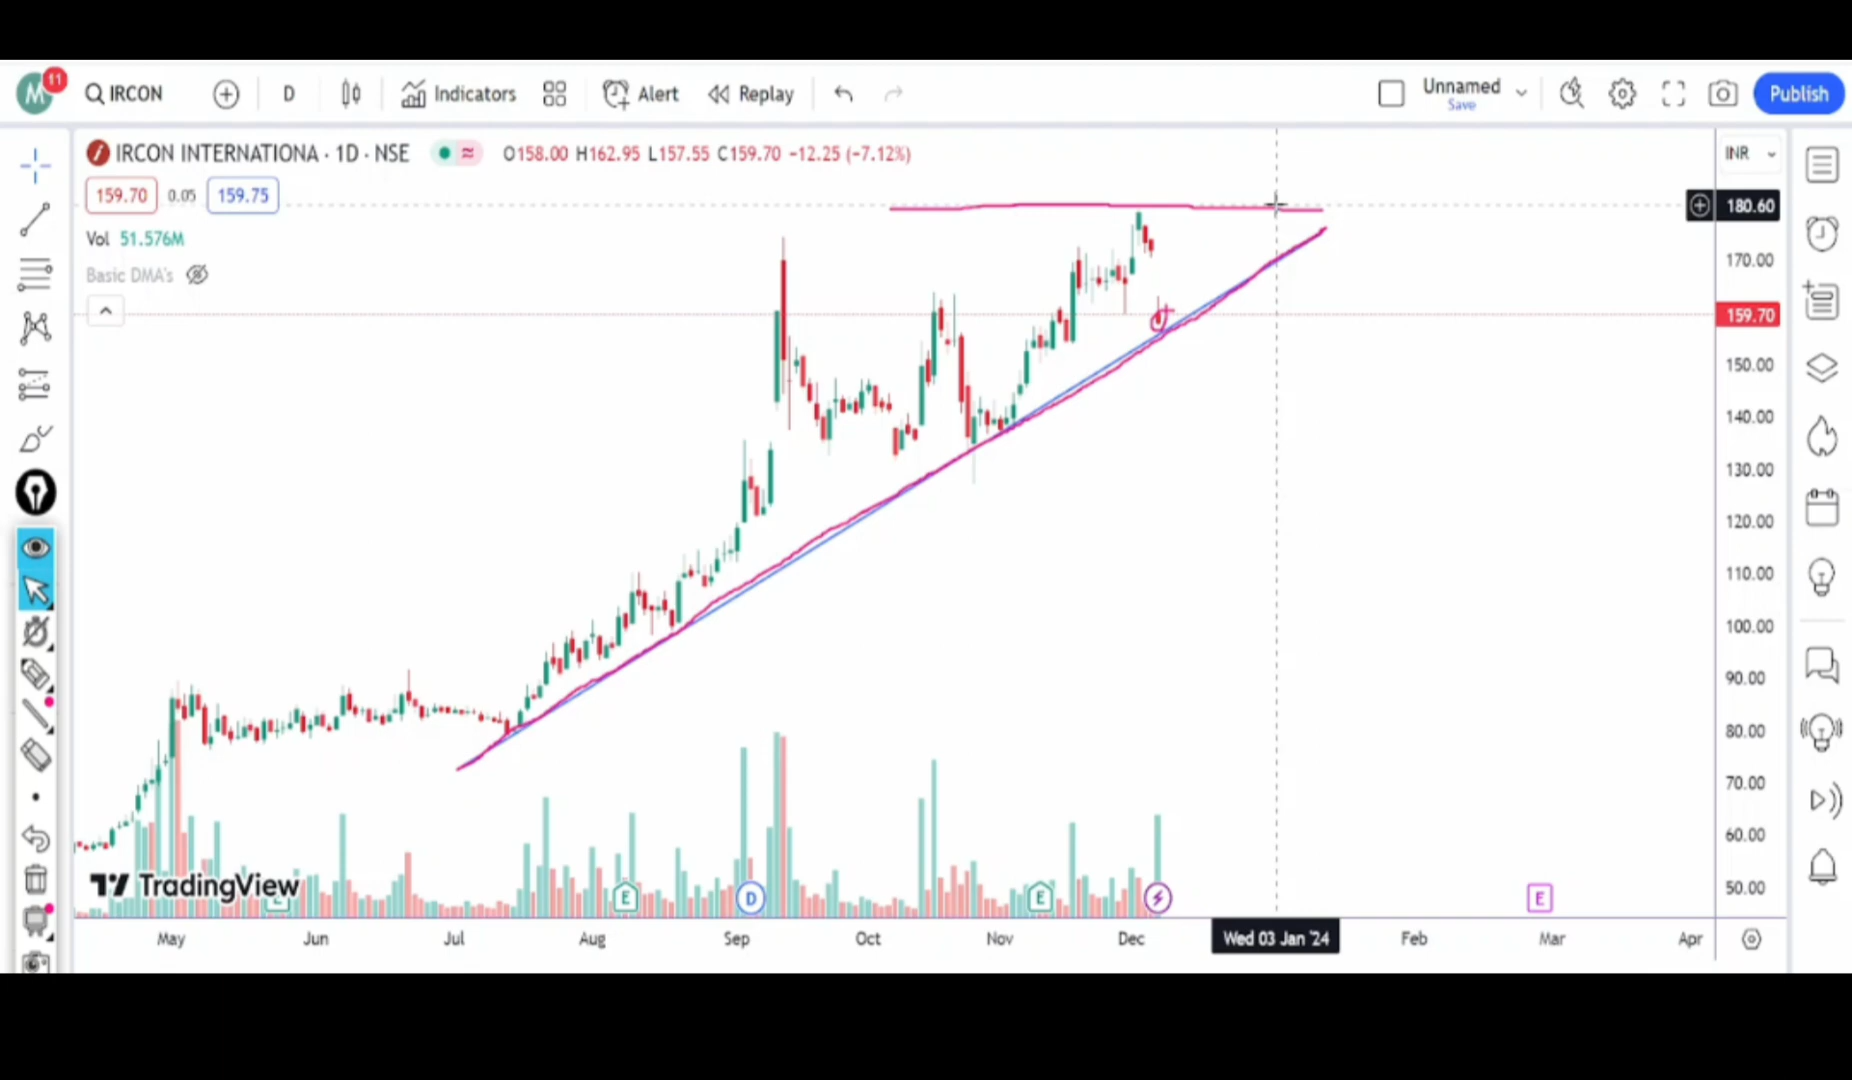 M 11 IRCON D Indicators Alert Replay Unnamed Save Publish
IRCON INTERNATIONA · 1D · NSE O158.00 H162.95 L157.55 C159.70 −12.25 (−7.12%) INR
159.70 0.05 159.75
180.60
Vol 51.576M
Basic DMA's
170.00
159.70
150.00
140.00
130.00
120.00
110.00
100.00
90.00
80.00
70.00
60.00
50.00
TradingView
E D E E
May Jun Jul Aug Sep Oct Nov Dec Wed 03 Jan '24 Feb Mar Apr